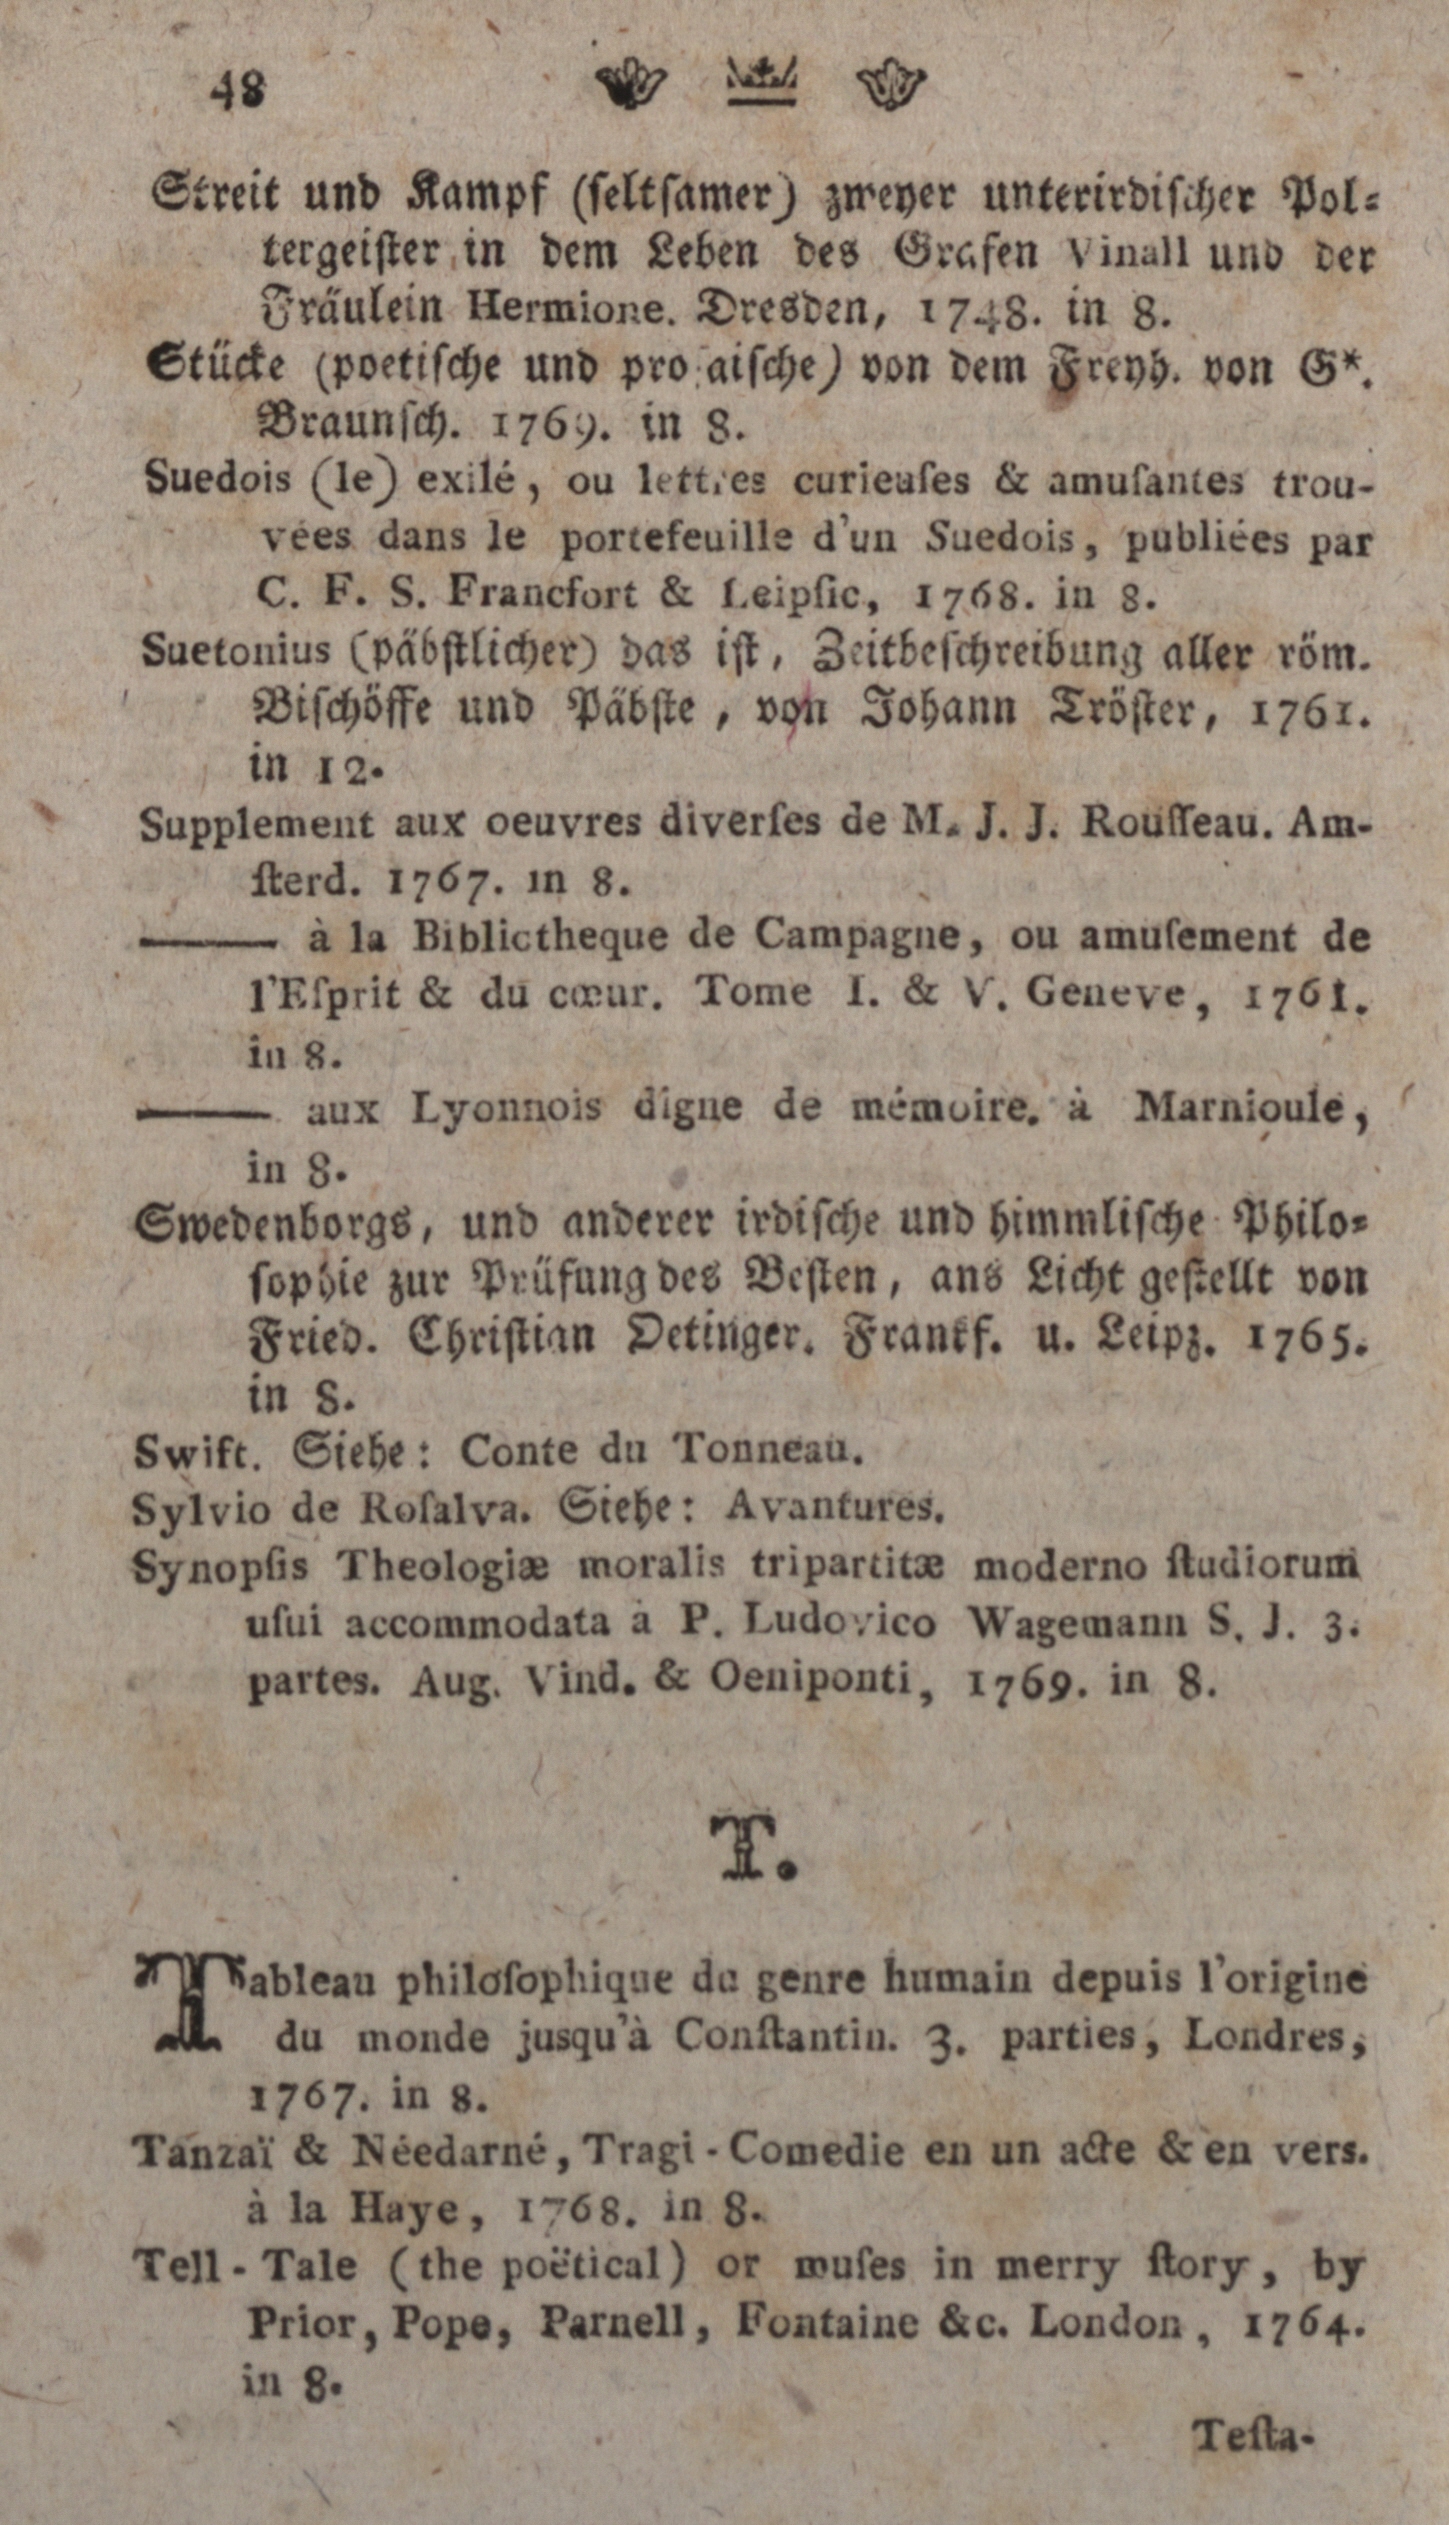 48
Streit und Kampf (ſeltſamer) zweyer unterirdiſcher Pol-
tergeiſter in dem Leben des Grafen Vinall und der
Fräulein Hermione. Dresden, 1748. in 8.
Stücke (poetiſche und proſaiſche) von dem Freyh. von G*.
Braunſch. 1769. in 8.
Suedois (le) exilé, ou lettres curieuſes & amuſantes trou-
vées dans le portefeuille d'un Suedois, publiées par
C. F. S. Francfort & Leipſic, 1768. in 8.
Suetonius (päbſtlicher) das iſt, Zeitbeſchreibung aller röm.
Biſchöffe und Päbſte, von Johann Tröſter, 1761.
in 12.
Supplement aux oeuvres diverſes de M. J. J. Rouſſeau. Am-
ſterd. 1767. in 8.
——— à la Bibliotheque de Campagne, ou amuſement de
l'Eſprit & du cœur. Tome I. & V. Geneve, 1761.
in 8.
——— aux Lyonnois digne de mémoire. à Marnioule,
in 8.
Swedenborgs, und anderer irdiſche und himmliſche Philo-
ſophie zur Prüfung des Beſten, ans Licht geſtellt von
Fried. Chriſtian Oetinger. Frankf. u. Leipz. 1765.
in 8.
Swift. Siehe: Conte du Tonneau.
Sylvio de Roſalva. Siehe: Avantures.
Synopſis Theologiæ moralis tripartitæ moderno ſtudiorum
uſui accommodata à P. Ludovico Wagemann S. J. 3.
partes. Aug. Vind. & Oeniponti, 1769. in 8.
T.
Tableau philoſophique du genre humain depuis l'origine
du monde jusqu'à Conſtantin. 3. parties, Londres,
1767. in 8.
Tanzaï & Néedarné, Tragi-Comedie en un acte & en vers.
à la Haye, 1768. in 8.
Tell-Tale (the poëtical) or muſes in merry ſtory, by
Prior, Pope, Parnell, Fontaine &c. London, 1764.
in 8.
Teſta-